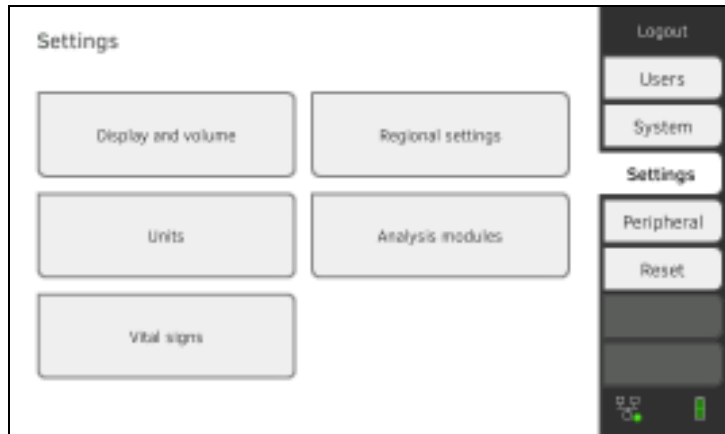 Settings
Display and volume
Regional settings
Units
Analysis modules
Vital signs
Logout
Users
System
Settings
Peripheral
Reset